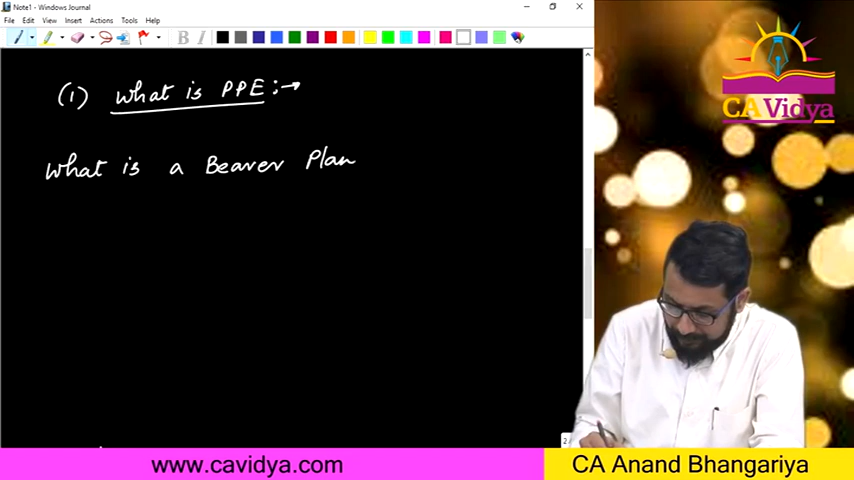 Note1 - Windows Journal
File Edit View Insert Actions Tools Help
B I
(1) What is PPE :→
What is a Bearer Plan
CA Vidya
2
www.cavidya.com
CA Anand Bhangariya